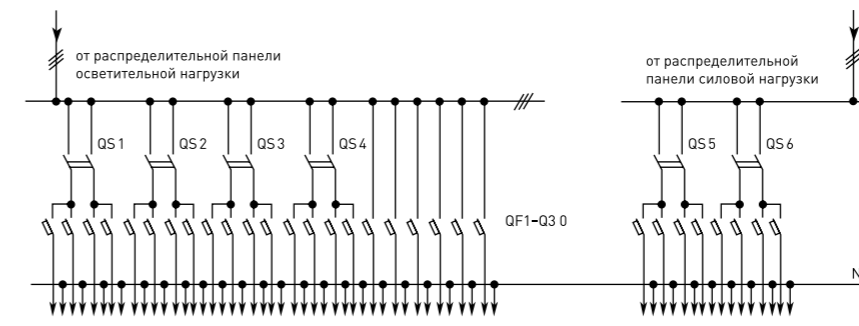 от распределительной панели
осветительной нагрузки
от распределительной
панели силовой нагрузки
QS1
QS2
QS3
QS4
QS5
QS6
QF1-Q3 0
N